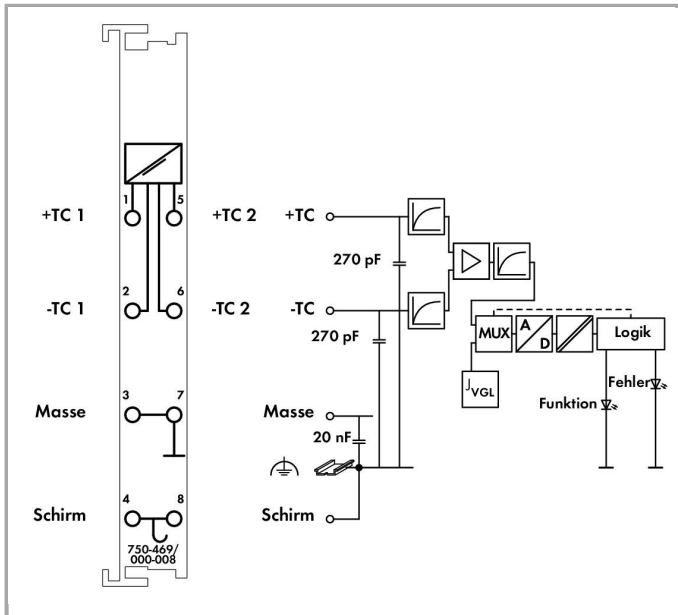 1
5
+TC 1
+TC 2
+TC
270 pF
2
6
-TC 1
-TC 2
-TC
270 pF
MUX
A
D
Logik
J VGL
Fehler
Funktion
3
7
Masse
Masse
20 nF
4
8
Schirm
Schirm
750-469/
000-008